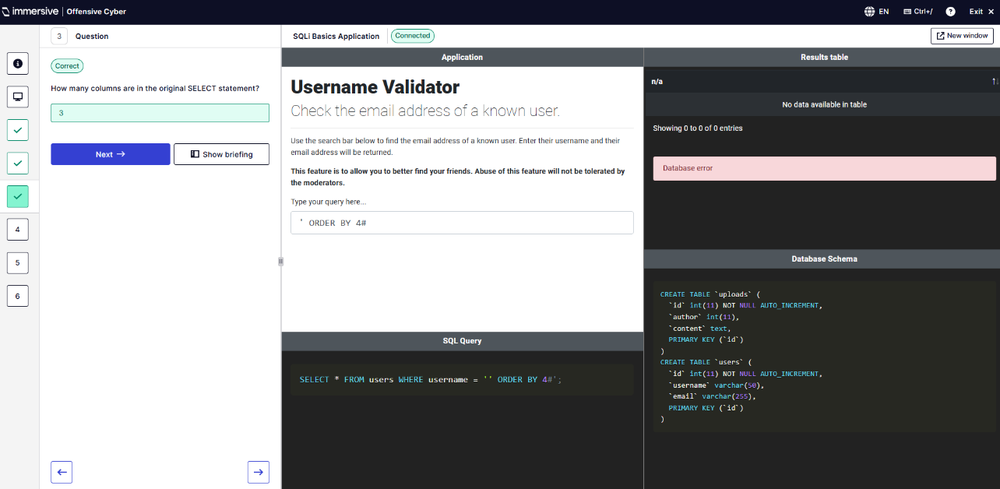 immersive | Offensive Cyber
EN
Ctrl+/
?
Exit ×
3 Question
Correct
How many columns are in the original SELECT statement?
3
Next →
Show briefing
4
5
6
←
→
SQLi Basics Application
Connected
New window
Application
Username Validator
Check the email address of a known user.
Use the search bar below to find the email address of a known user. Enter their username and their
email address will be returned.
This feature is to allow you to better find your friends. Abuse of this feature will not be tolerated by
the moderators.
Type your query here...
' ORDER BY 4#
SQL Query
SELECT * FROM users WHERE username = '' ORDER BY 4#';
Results table
n/a
No data available in table
Showing 0 to 0 of 0 entries
Database error
Database Schema
CREATE TABLE `uploads` (
`id` int(11) NOT NULL AUTO_INCREMENT,
`author` int(11),
`content` text,
PRIMARY KEY (`id`)
)
CREATE TABLE `users` (
`id` int(11) NOT NULL AUTO_INCREMENT,
`username` varchar(50),
`email` varchar(255),
PRIMARY KEY (`id`)
)